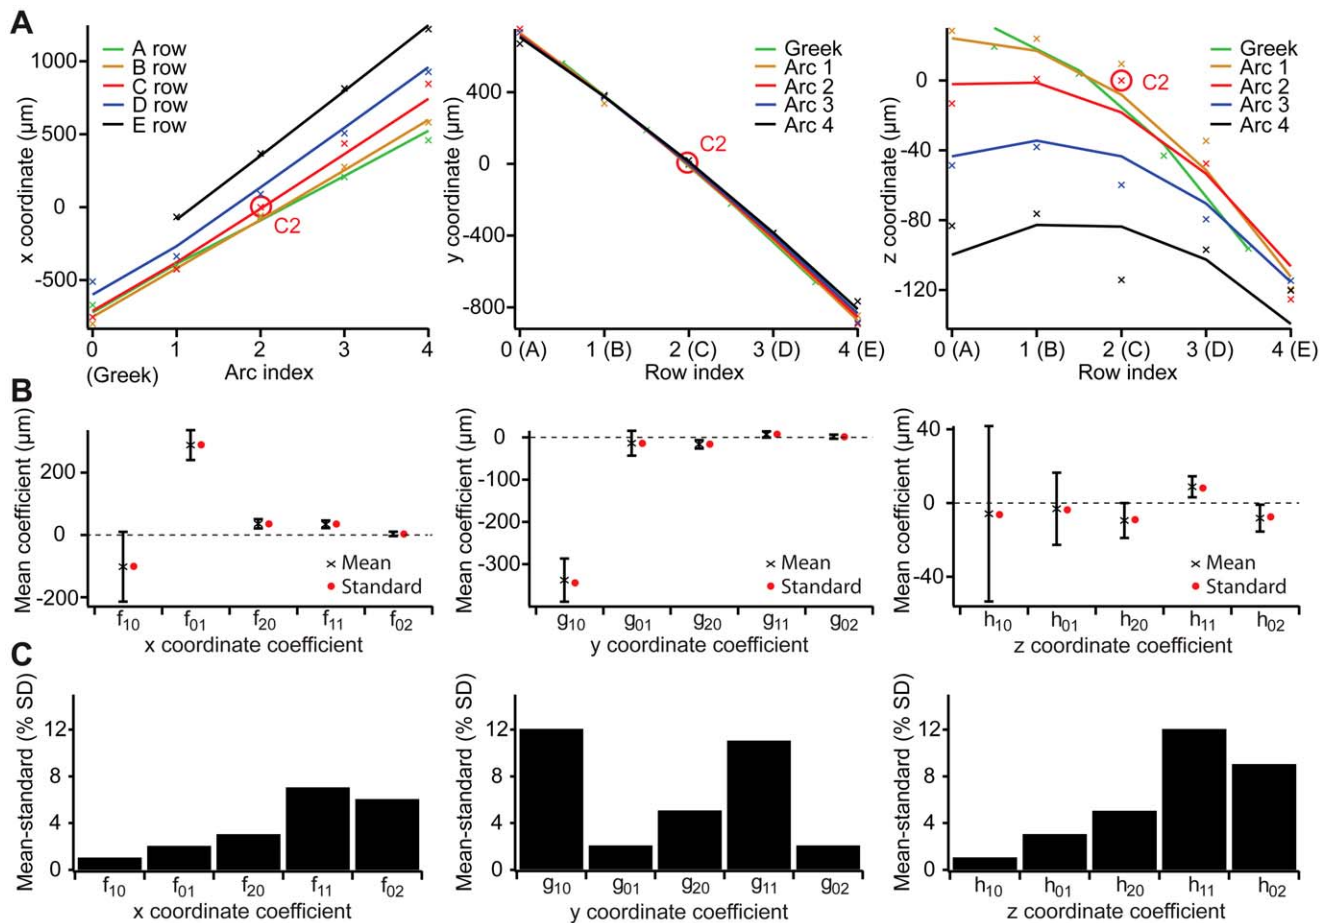 A
x coordinate (µm)
1000
500
0
-500
A row
B row
C row
D row
E row
C2
0 1 2 3 4
(Greek) Arc index
y coordinate (µm)
400
0
-400
-800
Greek
Arc 1
Arc 2
Arc 3
Arc 4
C2
0 (A) 1 (B) 2 (C) 3 (D) 4 (E)
Row index
z coordinate (µm)
0
-40
-80
-120
Greek
Arc 1
Arc 2
Arc 3
Arc 4
C2
0 (A) 1 (B) 2 (C) 3 (D) 4 (E)
Row index
B
Mean coefficient (µm)
200
0
-200
Mean
Standard
f10 f01 f20 f11 f02
x coordinate coefficient
Mean coefficient (µm)
0
-100
-200
-300
Mean
Standard
g10 g01 g20 g11 g02
y coordinate coefficient
Mean coefficient (µm)
40
0
-40
Mean
Standard
h10 h01 h20 h11 h02
z coordinate coefficient
C
Mean-standard (% SD)
12
8
4
0
f10 f01 f20 f11 f02
x coordinate coefficient
Mean-standard (% SD)
12
8
4
0
g10 g01 g20 g11 g02
y coordinate coefficient
Mean-standard (% SD)
12
8
4
0
h10 h01 h20 h11 h02
z coordinate coefficient